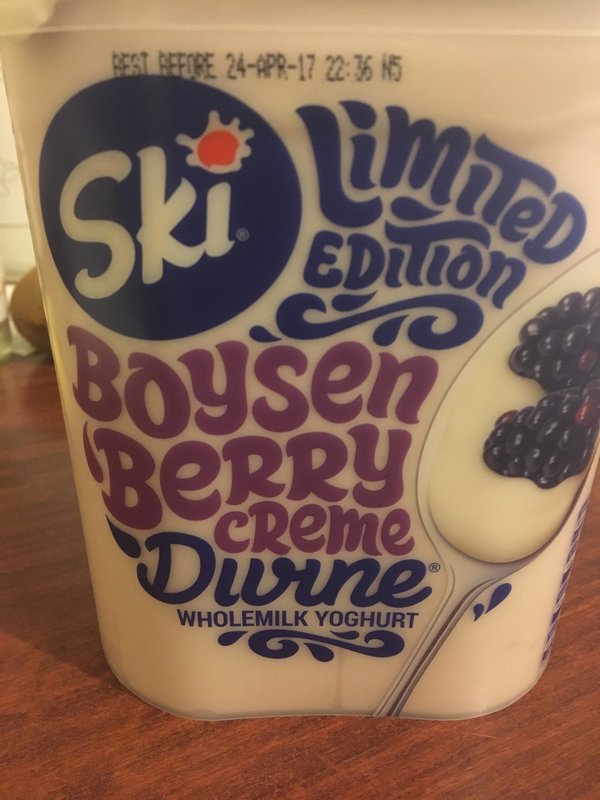 BEST BEFORE 24-APR-17 22:36 N5
Ski®
Limited
Edition
Boysen
Berry
creme
Divine®
WHOLEMILK YOGHURT